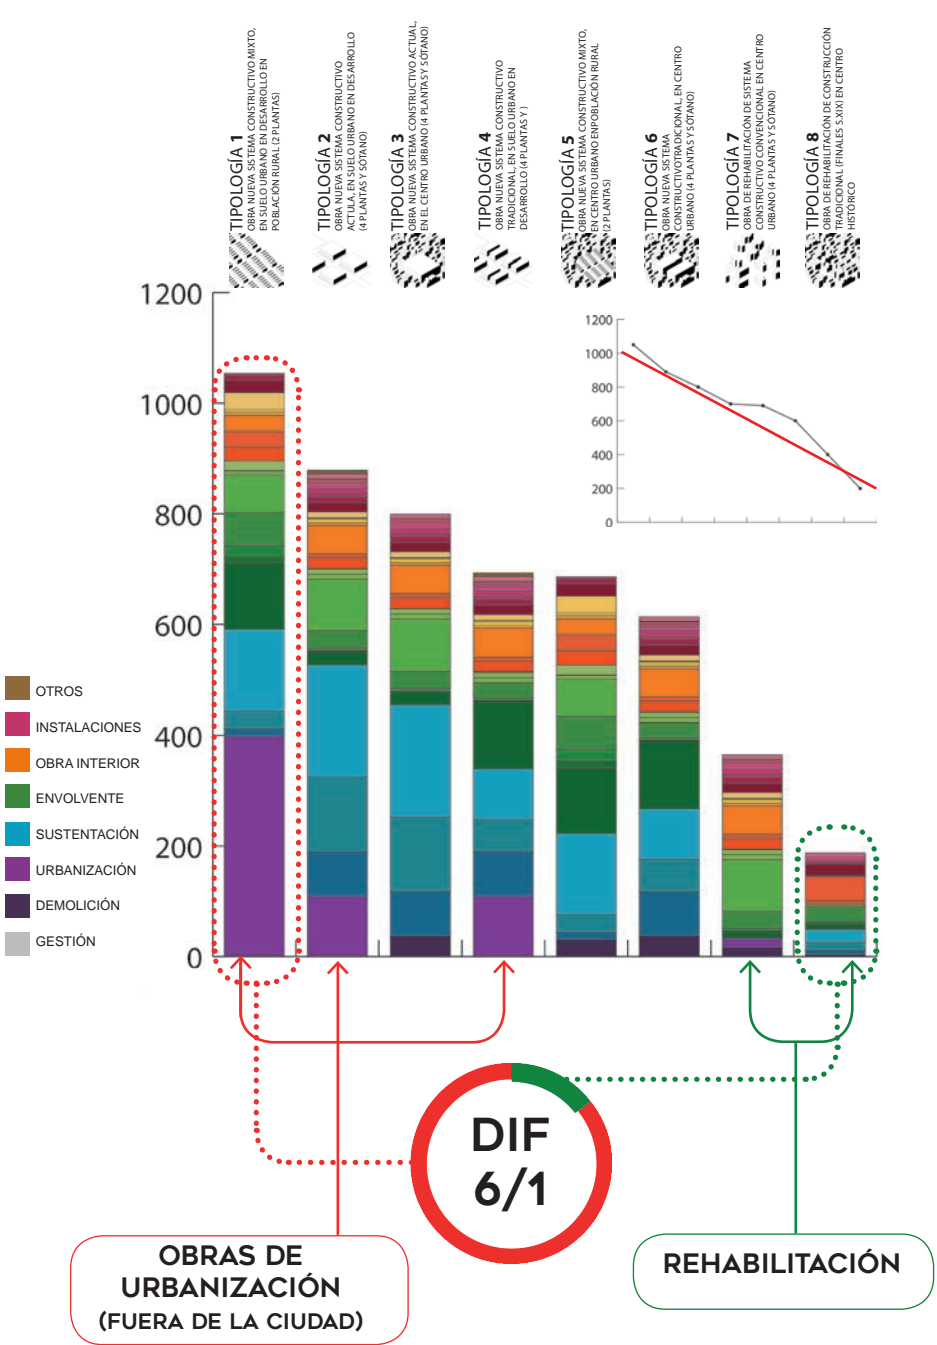 TIPOLOGÍA 1
OBRA NUEVA SISTEMA CONSTRUCTIVO MIXTO,
EN SUELO URBANO EN DESARROLLO EN
POBLACIÓN RURAL (2 PLANTAS)
TIPOLOGÍA 2
OBRA NUEVA SISTEMA CONSTRUCTIVO
ACTULA, EN SUELO URBANO EN DESARROLLO
(4 PLANTAS Y SÓTANO)
TIPOLOGÍA 3
OBRA NUEVA SISTEMA CONSTRUCTIVO ACTUAL,
EN EL CENTRO URBANO (4 PLANTAS Y SÓTANO)
TIPOLOGÍA 4
OBRA NUEVA SISTEMA CONSTRUCTIVO
TRADICIONAL, EN SUELO URBANO EN
DESARROLLO (4 PLANTAS Y )
TIPOLOGÍA 5
OBRA NUEVA SISTEMA CONSTRUCTIVO MIXTO,
EN CENTRO URBANO ENPOBLACIÓN RURAL
(2 PLANTAS)
TIPOLOGÍA 6
OBRA NUEVA SISTEMA
CONSTRUCTIVOTRADICIONAL, EN CENTRO
URBANO (4 PLANTAS Y SÓTANO)
TIPOLOGÍA 7
OBRA DE REHABILITACIÓN DE SISTEMA
CONSTRUCTIVO CONVENCIONAL EN CENTRO
URBANO (4 PLANTAS Y SÓTANO)
TIPOLOGÍA 8
OBRA DE REHABILITACIÓN DE CONSTRUCCIÓN
TRADICIONAL (FINALES S.XIX) EN CENTRO
HISTÓRICO
1200
1000
800
600
400
200
0
1200
1000
800
600
400
200
0
OTROS
INSTALACIONES
OBRA INTERIOR
ENVOLVENTE
SUSTENTACIÓN
URBANIZACIÓN
DEMOLICIÓN
GESTIÓN
DIF
6/1
OBRAS DE
URBANIZACIÓN
(FUERA DE LA CIUDAD)
REHABILITACIÓN